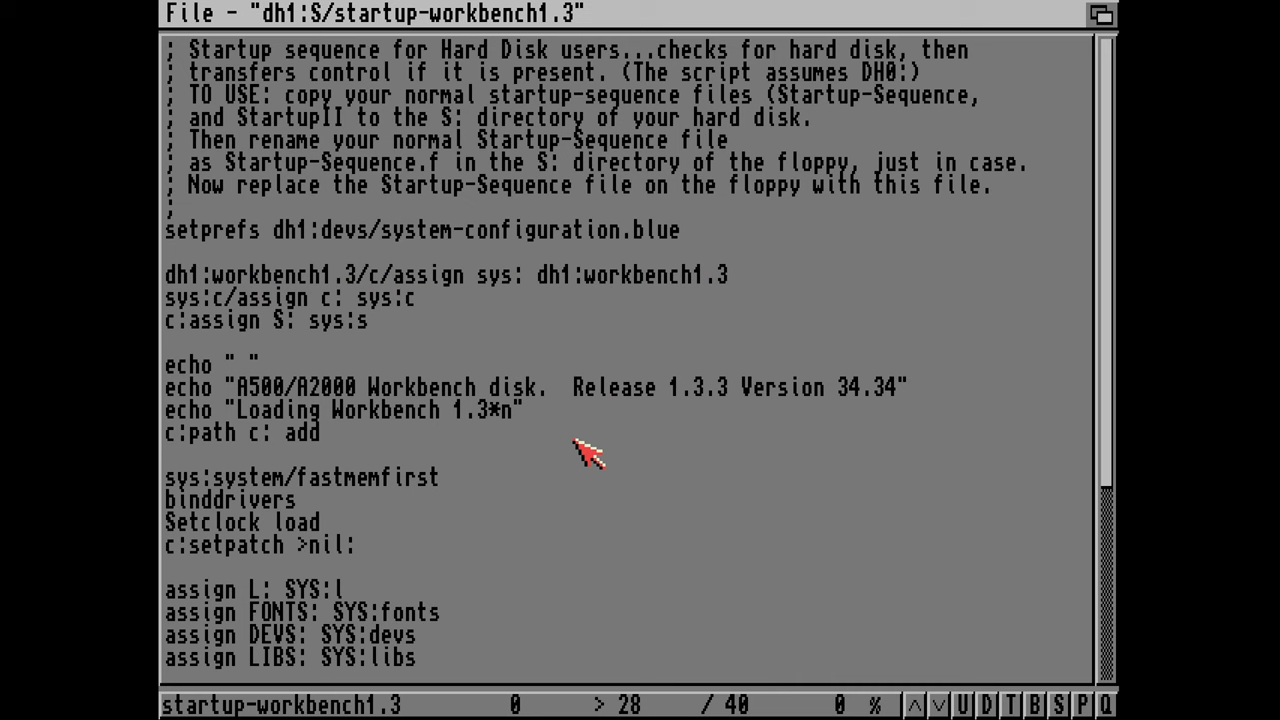 File - "dh1:S/startup-workbench1.3"
; Startup sequence for Hard Disk users...checks for hard disk, then
; transfers control if it is present. (The script assumes DH0:)
; TO USE: copy your normal startup-sequence files (Startup-Sequence,
; and StartupII to the S: directory of your hard disk.
; Then rename your normal Startup-Sequence file
; as Startup-Sequence.f in the S: directory of the floppy, just in case.
; Now replace the Startup-Sequence file on the floppy with this file.
;
setprefs dh1:devs/system-configuration.blue
dh1:workbench1.3/c/assign sys: dh1:workbench1.3
sys:c/assign c: sys:c
c:assign S: sys:s
echo " "
echo "A500/A2000 Workbench disk.  Release 1.3.3 Version 34.34"
echo "Loading Workbench 1.3*n"
c:path c: add
sys:system/fastmemfirst
binddrivers
Setclock load
c:setpatch >nil:
assign L: SYS:l
assign FONTS: SYS:fonts
assign DEVS: SYS:devs
assign LIBS: SYS:libs
startup-workbench1.3 0 > 28 / 40 0 % ^ v U D T B S P Q